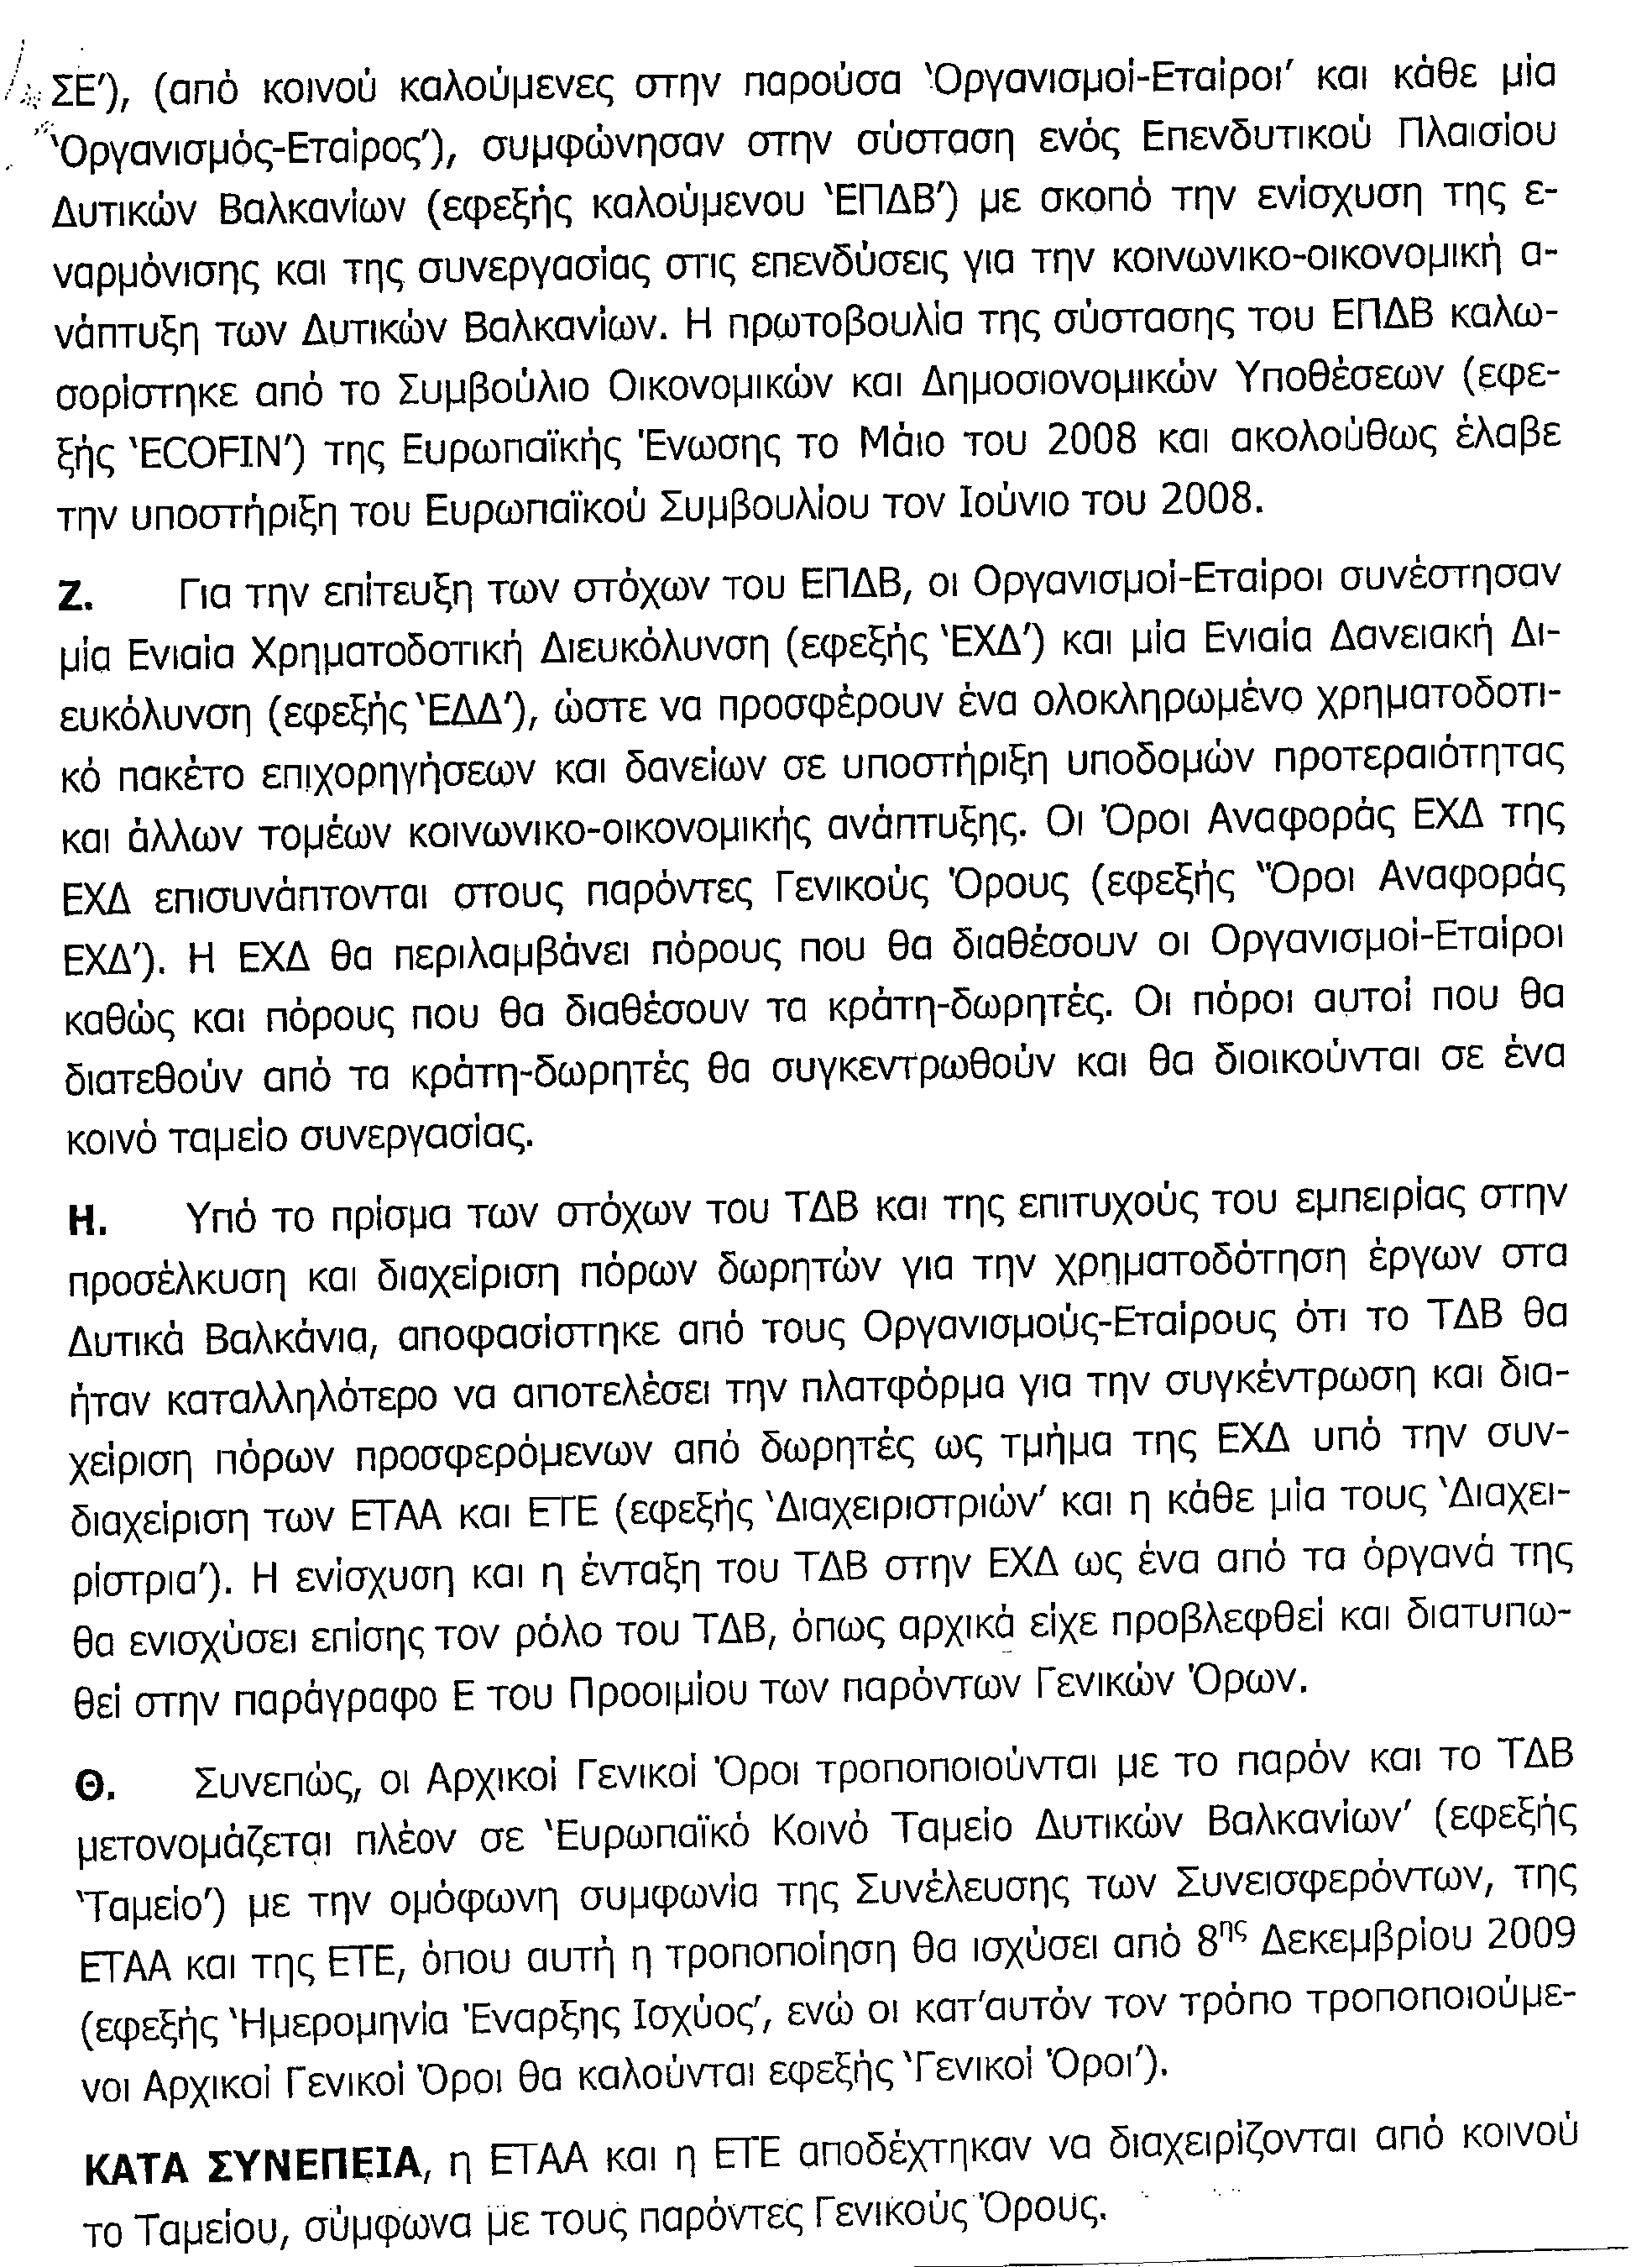 ΣΕ'), (από κοινού καλούμενες στην παρούσα 'Οργανισμοί-Εταίροι' και κάθε μία
'Οργανισμός-Εταίρος'), συμφώνησαν στην σύσταση ενός Επενδυτικού Πλαισίου
Δυτικών Βαλκανίων (εφεξής καλούμενου 'ΕΠΔΒ') με σκοπό την ενίσχυση της ε-
ναρμόνισης και της συνεργασίας στις επενδύσεις για την κοινωνικο-οικονομική α-
νάπτυξη των Δυτικών Βαλκανίων. Η πρωτοβουλία της σύστασης του ΕΠΔΒ καλω-
σορίστηκε από το Συμβούλιο Οικονομικών και Δημοσιονομικών Υποθέσεων (εφε-
ξής 'ECOFIN') της Ευρωπαϊκής Ένωσης το Μάιο του 2008 και ακολούθως έλαβε
την υποστήριξη του Ευρωπαϊκού Συμβουλίου τον Ιούνιο του 2008.
Ζ. Για την επίτευξη των στόχων του ΕΠΔΒ, οι Οργανισμοί-Εταίροι συνέστησαν
μία Ενιαία Χρηματοδοτική Διευκόλυνση (εφεξής 'ΕΧΔ') και μία Ενιαία Δανειακή Δι-
ευκόλυνση (εφεξής 'ΕΔΔ'), ώστε να προσφέρουν ένα ολοκληρωμένο χρηματοδοτι-
κό πακέτο επιχορηγήσεων και δανείων σε υποστήριξη υποδομών προτεραιότητας
και άλλων τομέων κοινωνικο-οικονομικής ανάπτυξης. Οι Όροι Αναφοράς ΕΧΔ της
ΕΧΔ επισυνάπτονται στους παρόντες Γενικούς Όρους (εφεξής 'Όροι Αναφοράς
ΕΧΔ'). Η ΕΧΔ θα περιλαμβάνει πόρους που θα διαθέσουν οι Οργανισμοί-Εταίροι
καθώς και πόρους που θα διαθέσουν τα κράτη-δωρητές. Οι πόροι αυτοί που θα
διατεθούν από τα κράτη-δωρητές θα συγκεντρωθούν και θα διοικούνται σε ένα
κοινό ταμείο συνεργασίας.
Η. Υπό το πρίσμα των στόχων του ΤΔΒ και της επιτυχούς του εμπειρίας στην
προσέλκυση και διαχείριση πόρων δωρητών για την χρηματοδότηση έργων στα
Δυτικά Βαλκάνια, αποφασίστηκε από τους Οργανισμούς-Εταίρους ότι το ΤΔΒ θα
ήταν καταλληλότερο να αποτελέσει την πλατφόρμα για την συγκέντρωση και δια-
χείριση πόρων προσφερόμενων από δωρητές ως τμήμα της ΕΧΔ υπό την συν-
διαχείριση των ΕΤΑΑ και ΕΤΕ (εφεξής 'Διαχειριστριών' και η κάθε μία τους 'Διαχει-
ρίστρια'). Η ενίσχυση και η ένταξη του ΤΔΒ στην ΕΧΔ ως ένα από τα όργανά της
θα ενισχύσει επίσης τον ρόλο του ΤΔΒ, όπως αρχικά είχε προβλεφθεί και διατυπω-
θεί στην παράγραφο Ε του Προοιμίου των παρόντων Γενικών Όρων.
Θ. Συνεπώς, οι Αρχικοί Γενικοί Όροι τροποποιούνται με το παρόν και το ΤΔΒ
μετονομάζεται πλέον σε 'Ευρωπαϊκό Κοινό Ταμείο Δυτικών Βαλκανίων' (εφεξής
'Ταμείο') με την ομόφωνη συμφωνία της Συνέλευσης των Συνεισφερόντων, της
ΕΤΑΑ και της ΕΤΕ, όπου αυτή η τροποποίηση θα ισχύσει από 8ης Δεκεμβρίου 2009
(εφεξής 'Ημερομηνία Έναρξης Ισχύος', ενώ οι κατ'αυτόν τον τρόπο τροποποιούμε-
νοι Αρχικοί Γενικοί Όροι θα καλούνται εφεξής 'Γενικοί Όροι').
ΚΑΤΑ ΣΥΝΕΠΕΙΑ, η ΕΤΑΑ και η ΕΤΕ αποδέχτηκαν να διαχειρίζονται από κοινού
το Ταμείου, σύμφωνα με τους παρόντες Γενικούς Όρους.